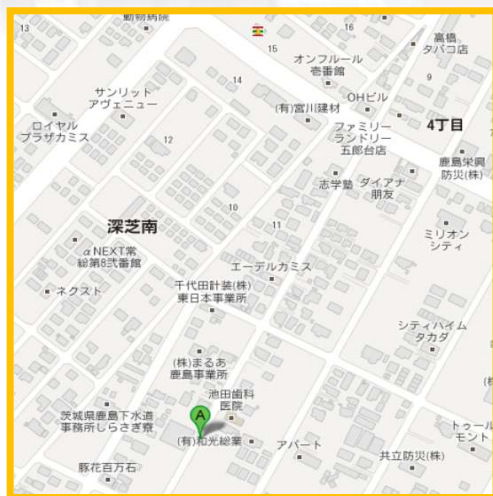 動物病院
13
15
16
高橋
タバコ店
オンフルール
壱番館
9
14
サンリット
アヴェニュー
OHビル
(有)宮川建材
ロイヤル
プラザカミス
ファミリー
ランドリー
五郎台店
4丁目
12
鹿島栄興
防災(株)
志学塾
ダイアナ
朋友
10
深芝南
11
ミリオン
シティ
αNEXT常
総第8弐番館
エーデルカミス
ネクスト
千代田計装(株)
東日本事業所
シティハイム
タカダ
(株)まるあ
鹿島事業所
(株
池田歯科
医院
A
茨城県鹿島下水道
事務所しらさぎ寮
(有)和光総業
アパート
トゥール
モント
共立防災(株)
豚花百万石